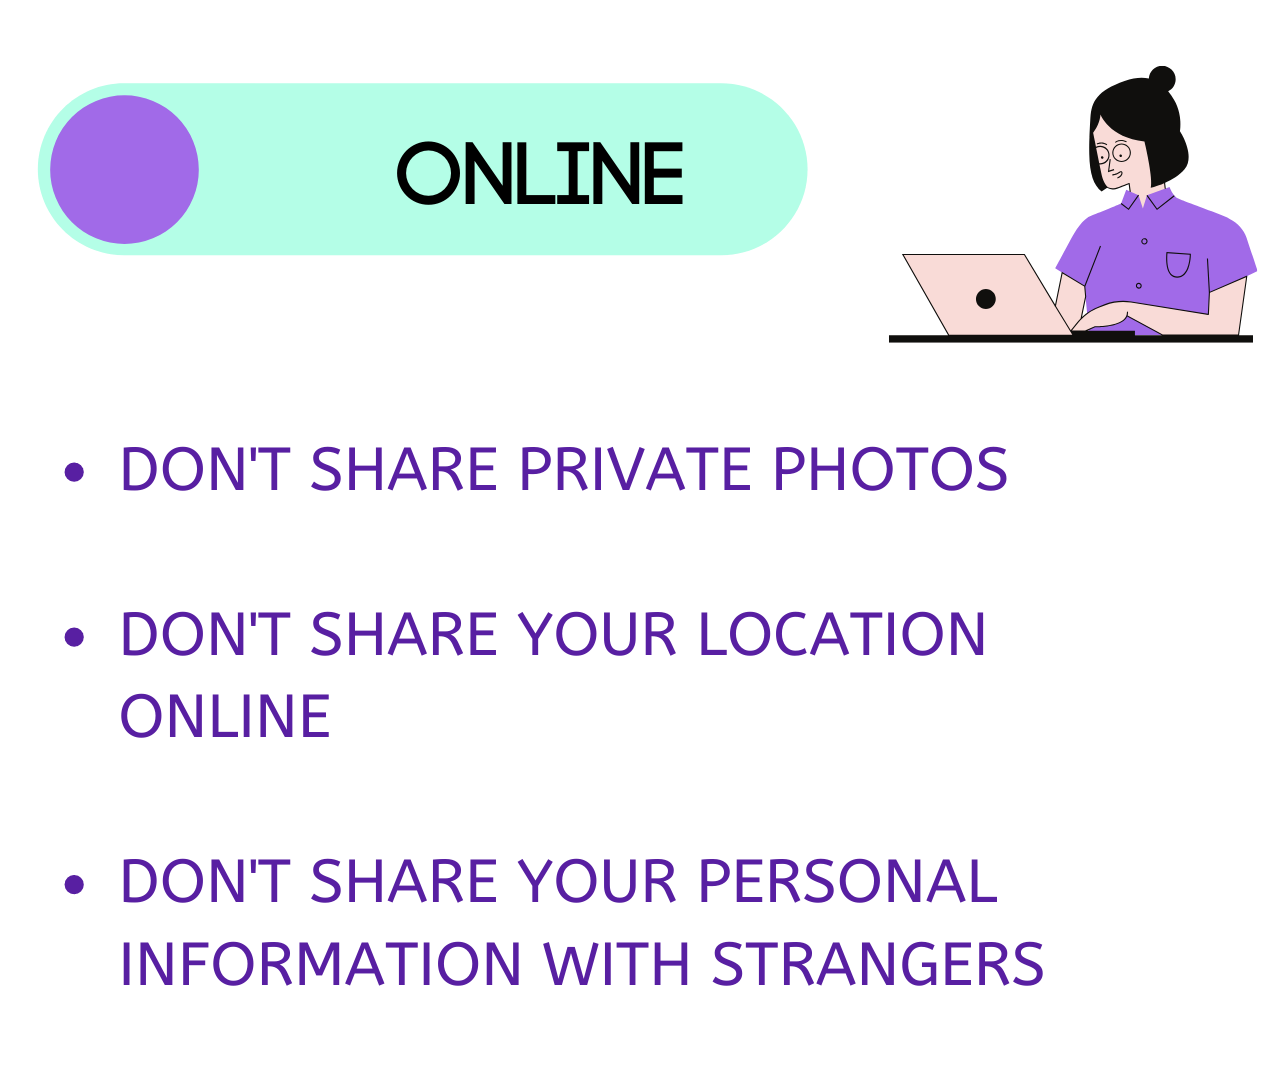 ONLINE
• DON'T SHARE PRIVATE PHOTOS
• DON'T SHARE YOUR LOCATION
ONLINE
• DON'T SHARE YOUR PERSONAL
INFORMATION WITH STRANGERS